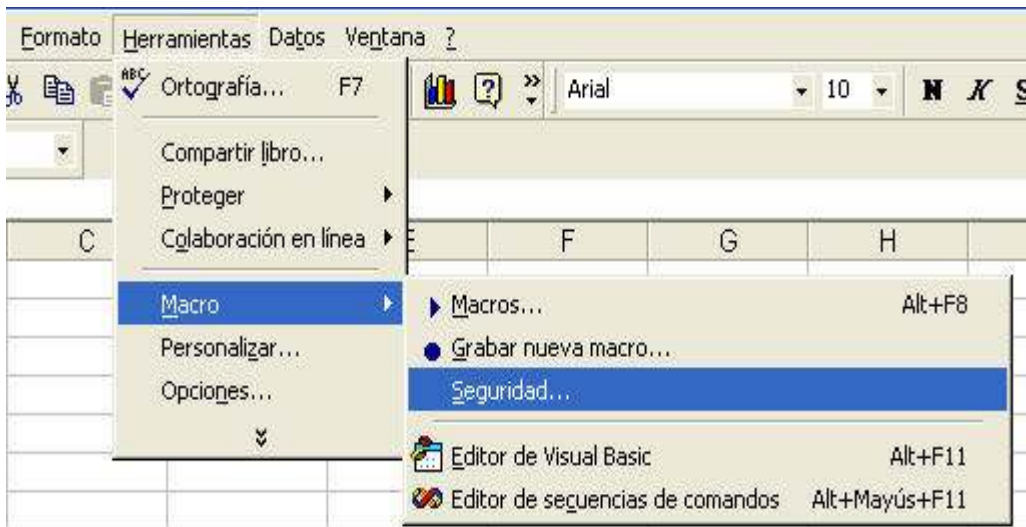 Formato Herramientas Datos Ventana ?
ABC Ortografía... F7 Arial 10 N K S
Compartir libro...
Proteger
Colaboración en línea
C E F G H
Macro
Macros... Alt+F8
Personalizar...
Grabar nueva macro...
Opciones...
Seguridad...
Editor de Visual Basic Alt+F11
Editor de secuencias de comandos Alt+Mayús+F11